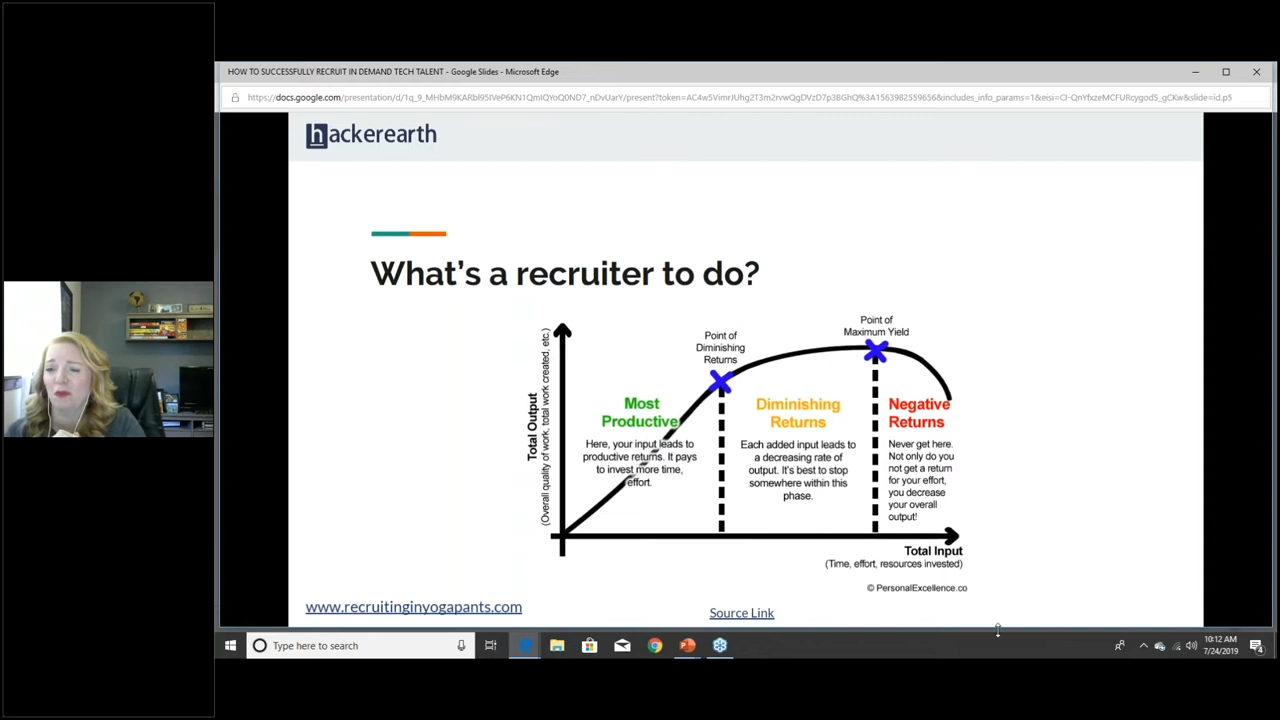 HOW TO SUCCESSFULLY RECRUIT IN DEMAND TECH TALENT - Google Slides - Microsoft Edge
hackerearth
What's a recruiter to do?
Point of
Diminishing
Returns
Point of
Maximum Yield
Total Output
(Overall quality of work, total work created, etc.)
Most
Productive
Here, your input leads to
productive returns. It pays
to invest more time,
effort.
Diminishing
Returns
Each added input leads to
a decreasing rate of
output. It's best to stop
somewhere within this
phase.
Negative
Returns
Never get here.
Not only do you
not get a return
for your effort,
you decrease
your overall
output!
Total Input
(Time, effort, resources invested)
© PersonalExcellence.co
www.recruitinginyogapants.com
Source Link
Type here to search
10:12 AM
7/24/2019
4